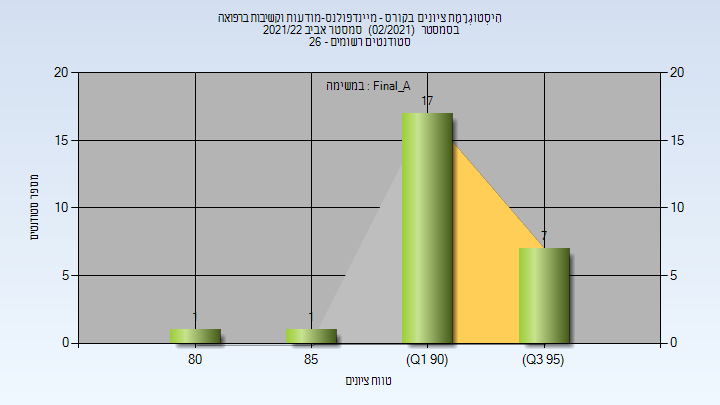 היסטוגרמת ציונים בקורס - מיינדפולנס-מודעות וקשיבות ברפואה
בסמסטר (02/2021) סמסטר אביב 2021/22
סטודנטים רשומים - 26
במשימה : Final_A
20 20
17
15 15
מספר סטודנטים
10 10
7
5 5
1 1
0 0
80 85 (Q1 90) (Q3 95)
טווח ציונים